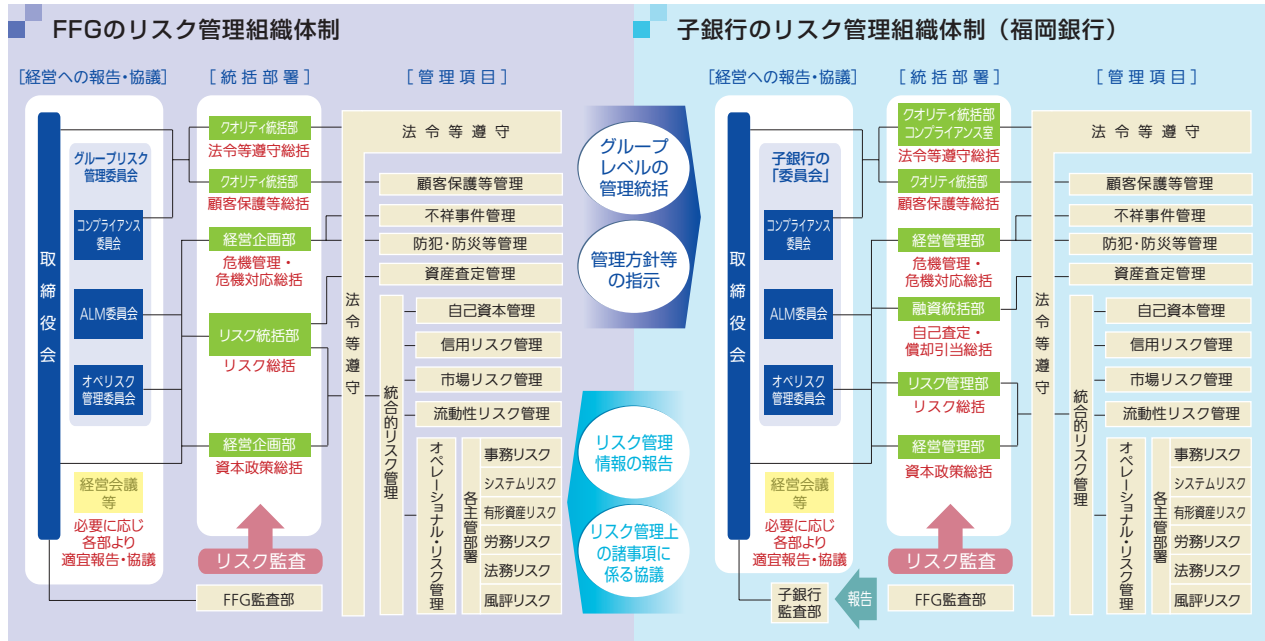 FFGのリスク管理組織体制
[経営への報告・協議]
[統括部署]
[管理項目]
取締役会
グループリスク
管理委員会
コンプライアンス
委員会
ALM委員会
オペリスク
管理委員会
経営会議
等
必要に応じ
各部より
適宜報告・協議
クオリティ統括部
法令等遵守総括
クオリティ統括部
顧客保護等総括
経営企画部
危機管理・
危機対応総括
リスク統括部
リスク総括
経営企画部
資本政策総括
リスク監査
FFG監査部
法令等遵守
法令等遵守
顧客保護等管理
不祥事件管理
防犯・防災等管理
資産査定管理
統合的リスク管理
自己資本管理
信用リスク管理
市場リスク管理
流動性リスク管理
オペレーショナル・リスク管理
各主管部署
事務リスク
システムリスク
有形資産リスク
労務リスク
法務リスク
風評リスク
グループ
レベルの
管理統括
管理方針等
の指示
リスク管理
情報の報告
リスク管理上
の諸事項に
係る協議
子銀行のリスク管理組織体制（福岡銀行）
[経営への報告・協議]
[統括部署]
[管理項目]
取締役会
子銀行の
「委員会」
コンプライアンス
委員会
ALM委員会
オペリスク
管理委員会
経営会議
等
必要に応じ
各部より
適宜報告・協議
子銀行
監査部
報告
クオリティ統括部
コンプライアンス室
法令等遵守総括
クオリティ統括部
顧客保護等総括
経営管理部
危機管理・
危機対応総括
融資統括部
自己査定・
償却引当総括
リスク管理部
リスク総括
経営管理部
資本政策総括
リスク監査
FFG監査部
法令等遵守
法令等遵守
顧客保護等管理
不祥事件管理
防犯・防災等管理
資産査定管理
統合的リスク管理
自己資本管理
信用リスク管理
市場リスク管理
流動性リスク管理
オペレーショナル・リスク管理
各主管部署
事務リスク
システムリスク
有形資産リスク
労務リスク
法務リスク
風評リスク